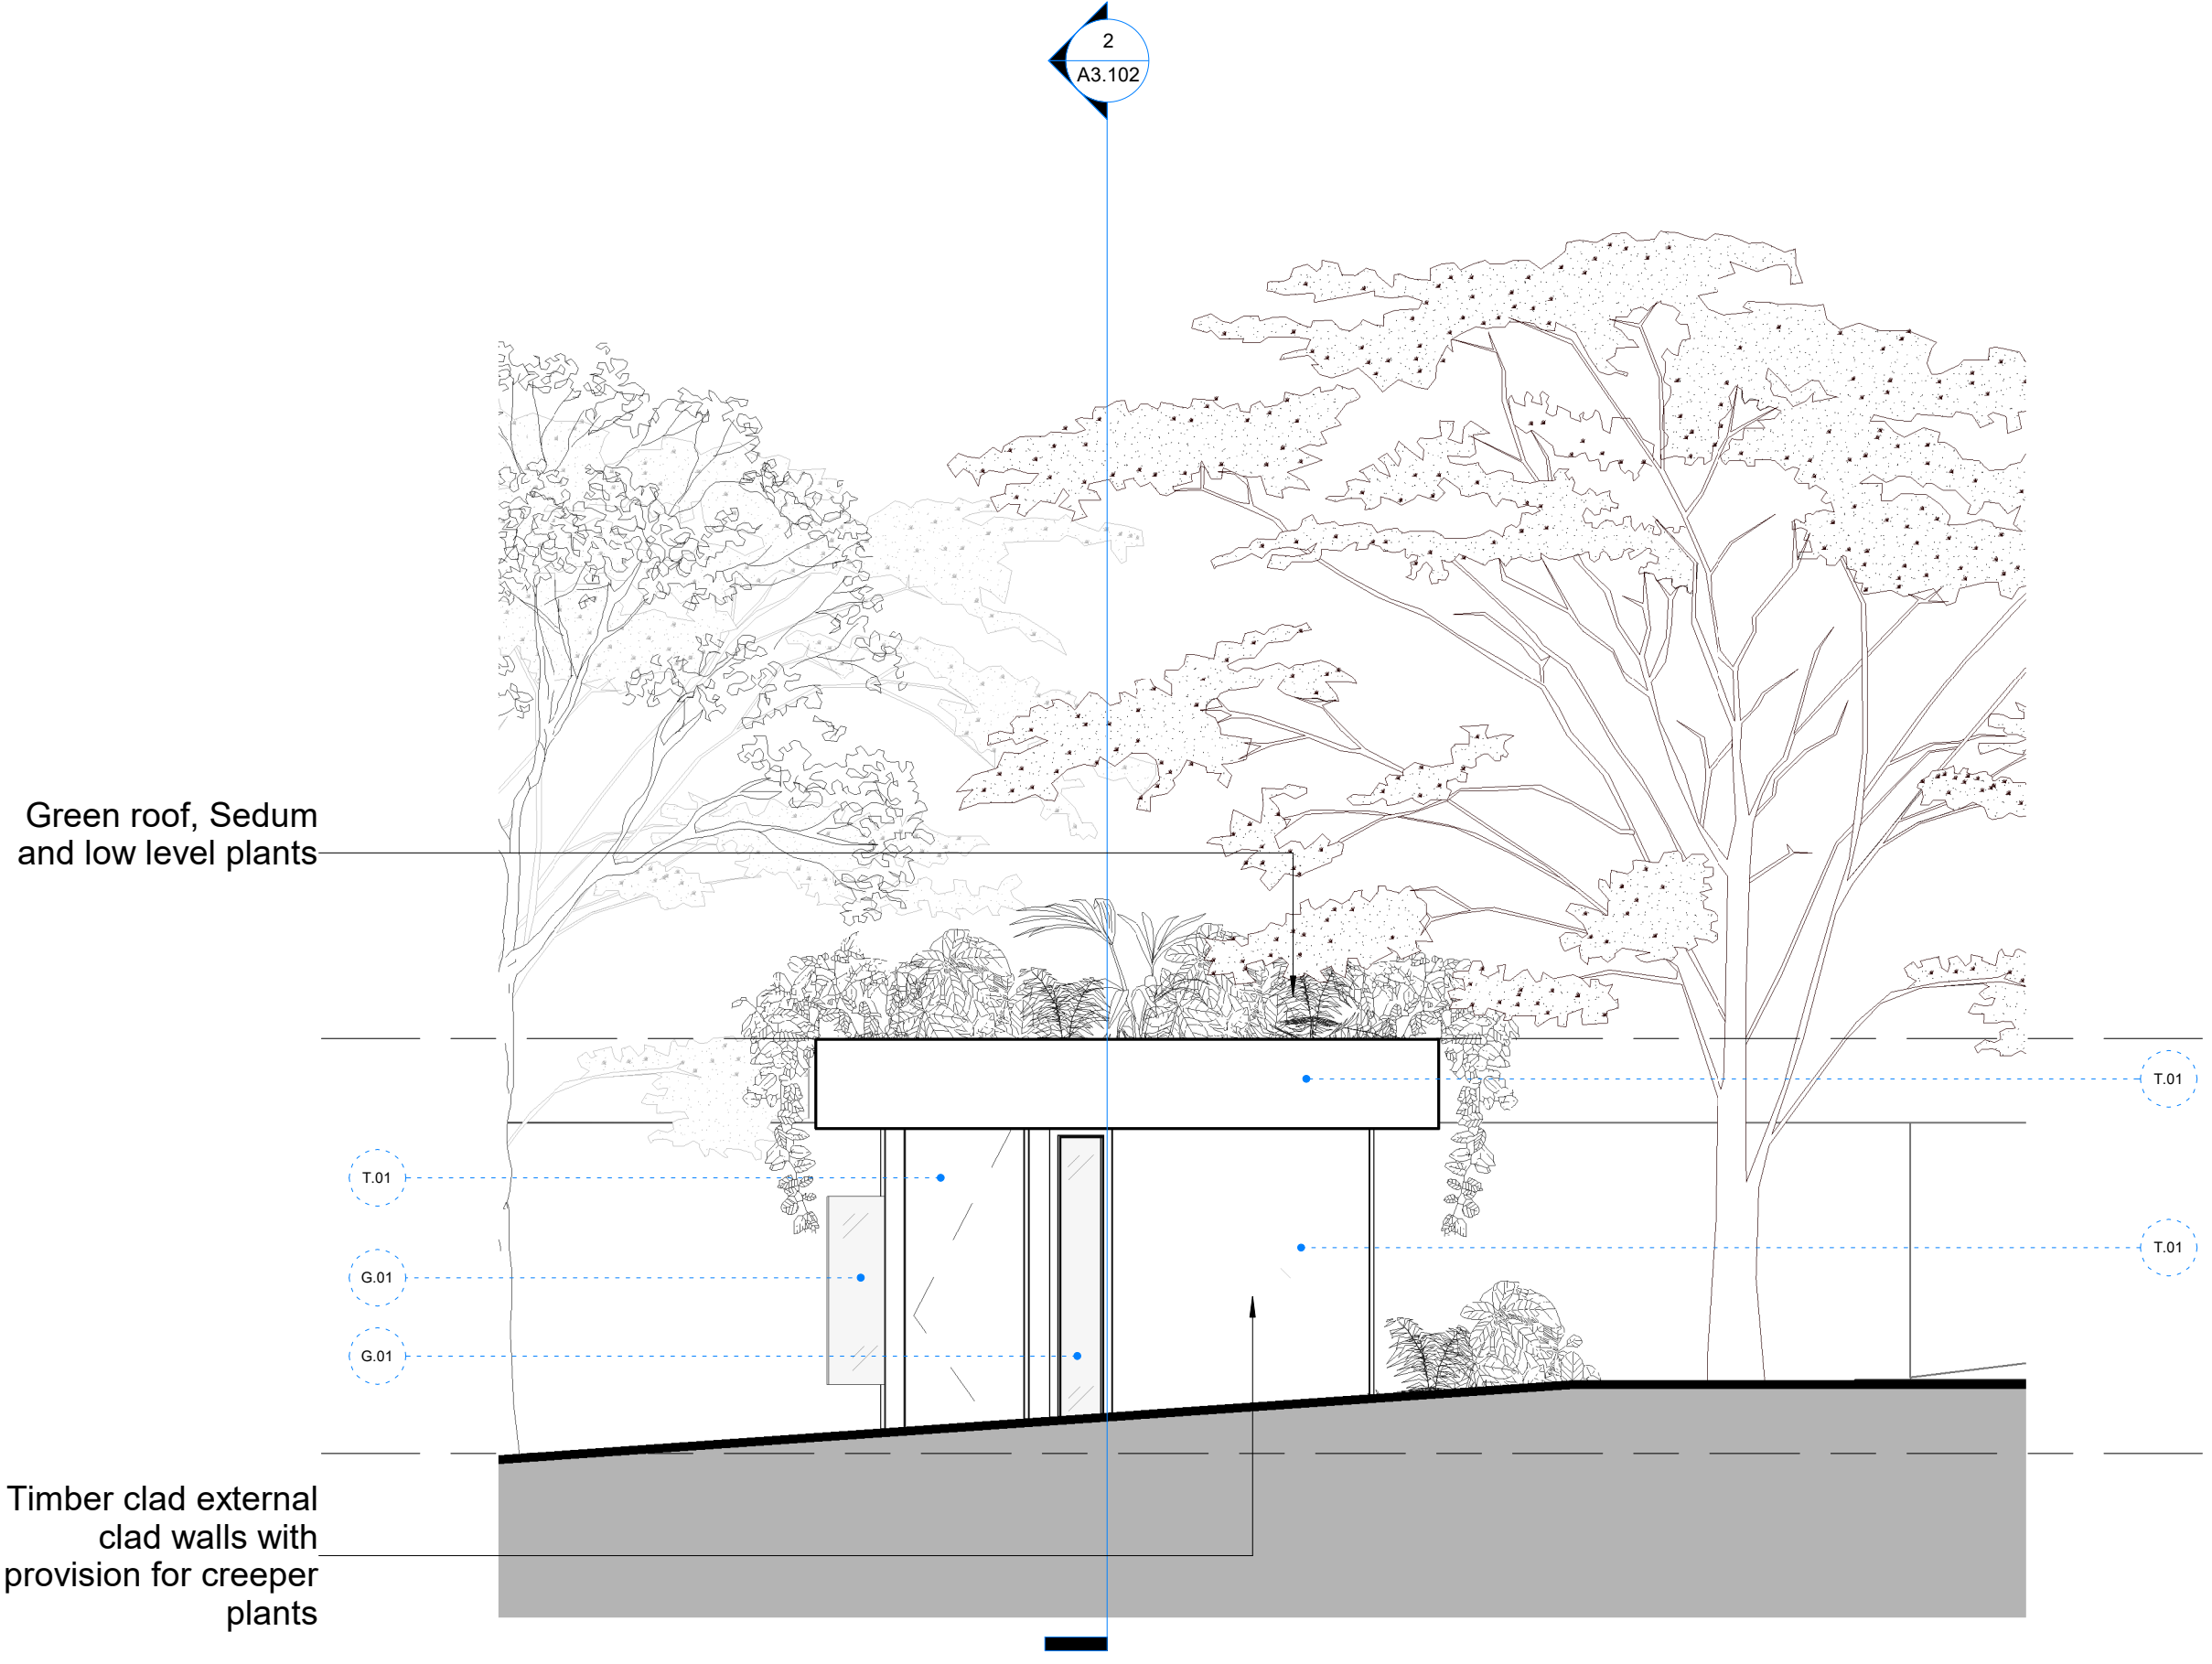 2
A3.102
Green roof, Sedum
and low level plants
T.01
T.01
T.01
G.01
G.01
Timber clad external
clad walls with
provision for creeper
plants